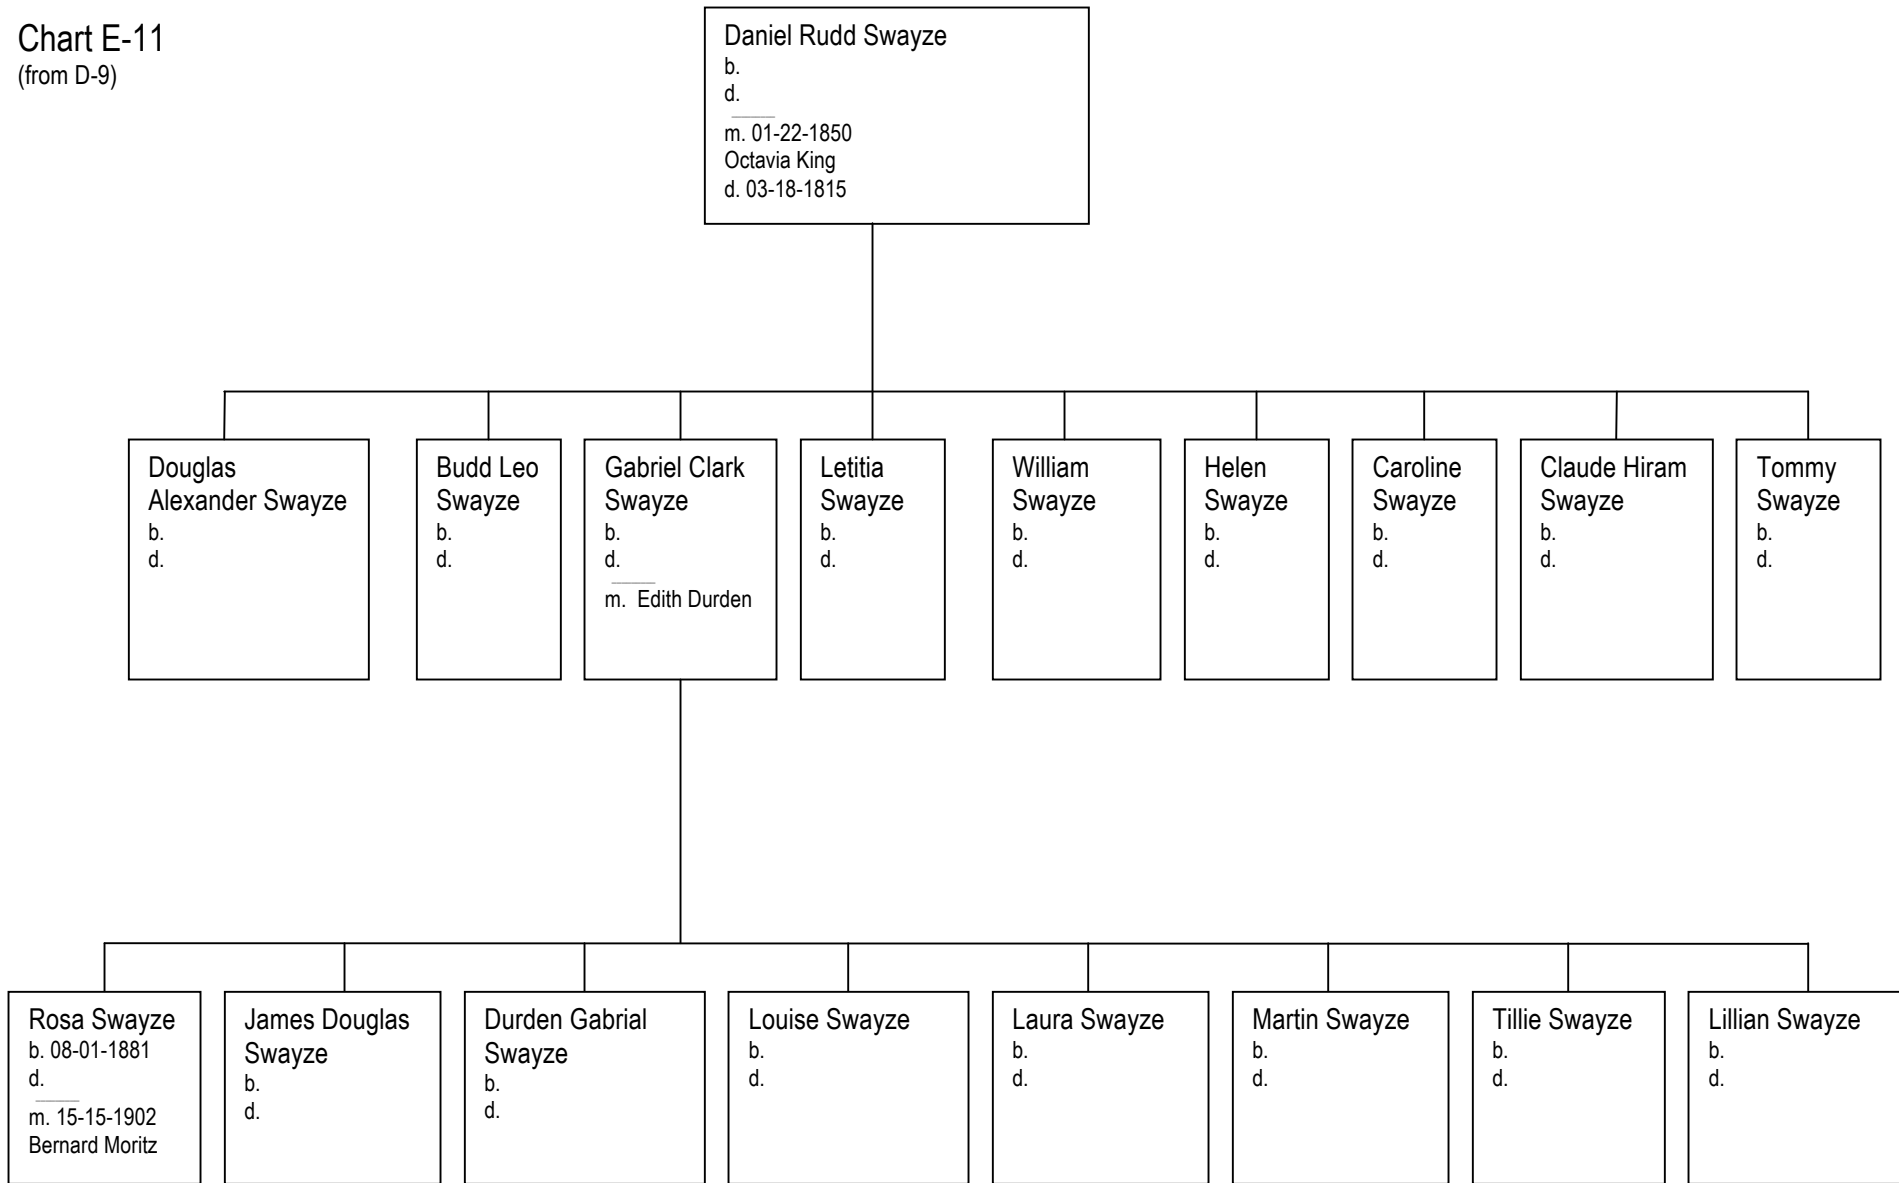 Chart E-11
(from D-9)
Daniel Rudd Swayze
b.
d.
m. 01-22-1850
Octavia King
d. 03-18-1815
Douglas
Alexander Swayze
b.
d.
Budd Leo
Swayze
b.
d.
Gabriel Clark
Swayze
b.
d.
m.  Edith Durden
Letitia
Swayze
b.
d.
William
Swayze
b.
d.
Helen
Swayze
b.
d.
Caroline
Swayze
b.
d.
Claude Hiram
Swayze
b.
d.
Tommy
Swayze
b.
d.
Rosa Swayze
b. 08-01-1881
d.
m. 15-15-1902
Bernard Moritz
James Douglas
Swayze
b.
d.
Durden Gabrial
Swayze
b.
d.
Louise Swayze
b.
d.
Laura Swayze
b.
d.
Martin Swayze
b.
d.
Tillie Swayze
b.
d.
Lillian Swayze
b.
d.